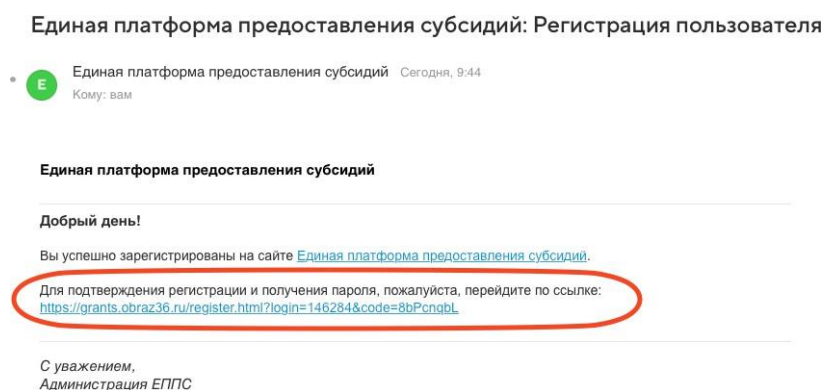 Единая платформа предоставления субсидий: Регистрация пользователя
Е
Единая платформа предоставления субсидий Сегодня, 9:44
Кому: вам
Единая платформа предоставления субсидий
Добрый день!
Вы успешно зарегистрированы на сайте Единая платформа предоставления субсидий.
Для подтверждения регистрации и получения пароля, пожалуйста, перейдите по ссылке:
https://grants.obraz36.ru/register.html?login=146284&code=8bPcnqbL
С уважением,
Администрация ЕППС